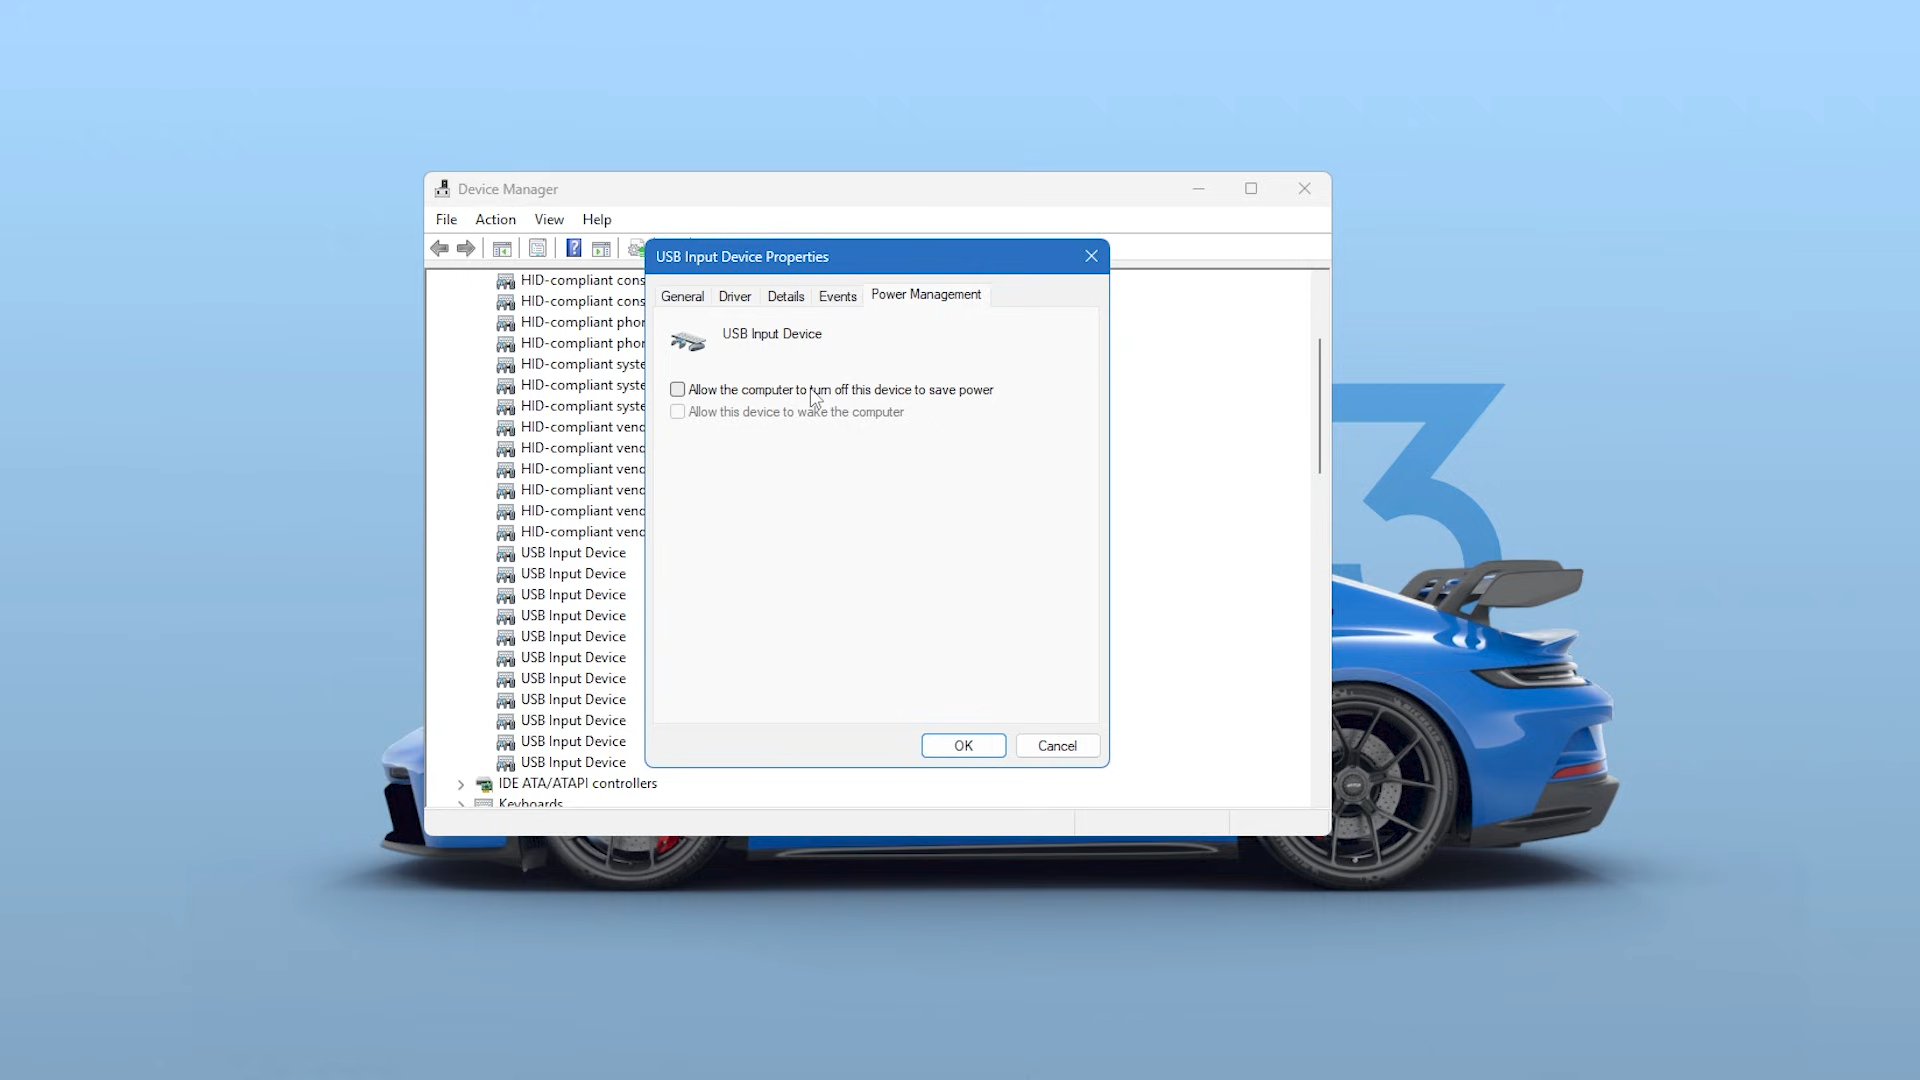 Device Manager
File Action View Help
USB Input Device Properties
General Driver Details Events Power Management
USB Input Device
Allow the computer to turn off this device to save power
Allow this device to wake the computer
OK Cancel
HID-compliant cons
HID-compliant cons
HID-compliant phor
HID-compliant phor
HID-compliant syste
HID-compliant syste
HID-compliant syste
HID-compliant venc
HID-compliant venc
HID-compliant venc
HID-compliant venc
HID-compliant venc
HID-compliant venc
USB Input Device
USB Input Device
USB Input Device
USB Input Device
USB Input Device
USB Input Device
USB Input Device
USB Input Device
USB Input Device
USB Input Device
USB Input Device
IDE ATA/ATAPI controllers
Keyboards
3